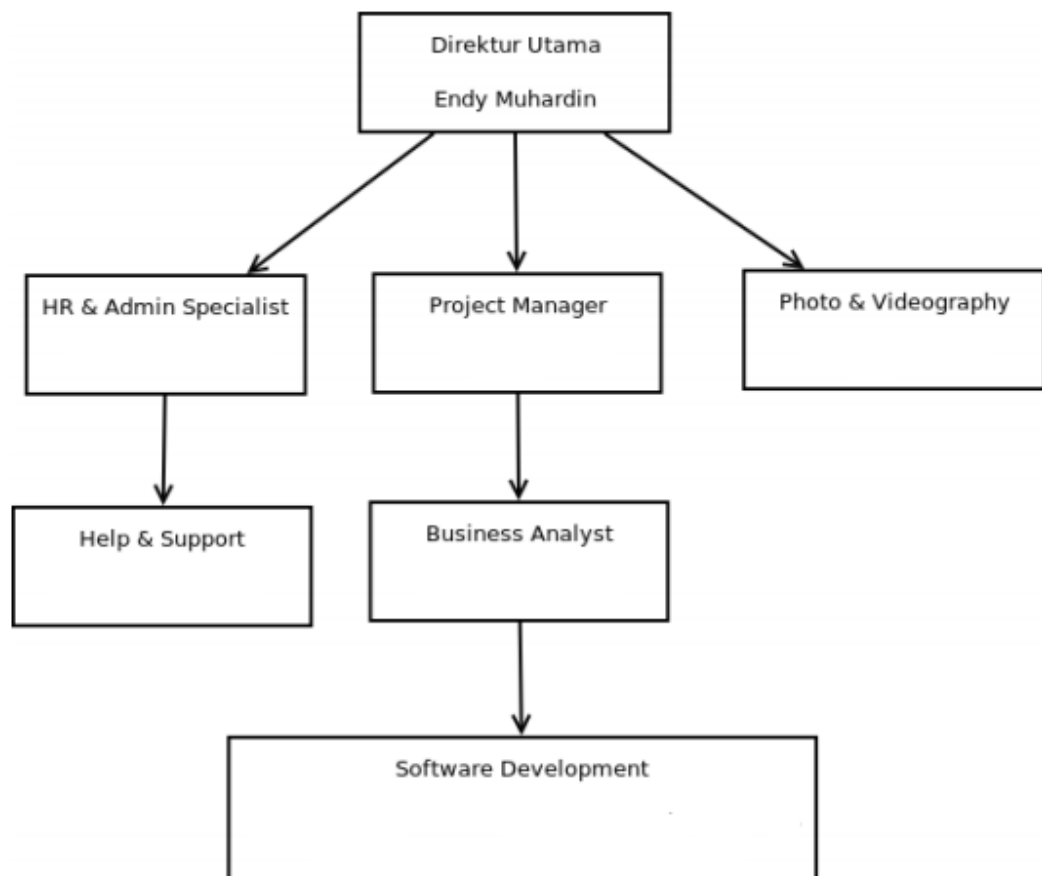 Direktur Utama
Endy Muhardin
HR & Admin Specialist
Project Manager
Photo & Videography
Help & Support
Business Analyst
Software Development